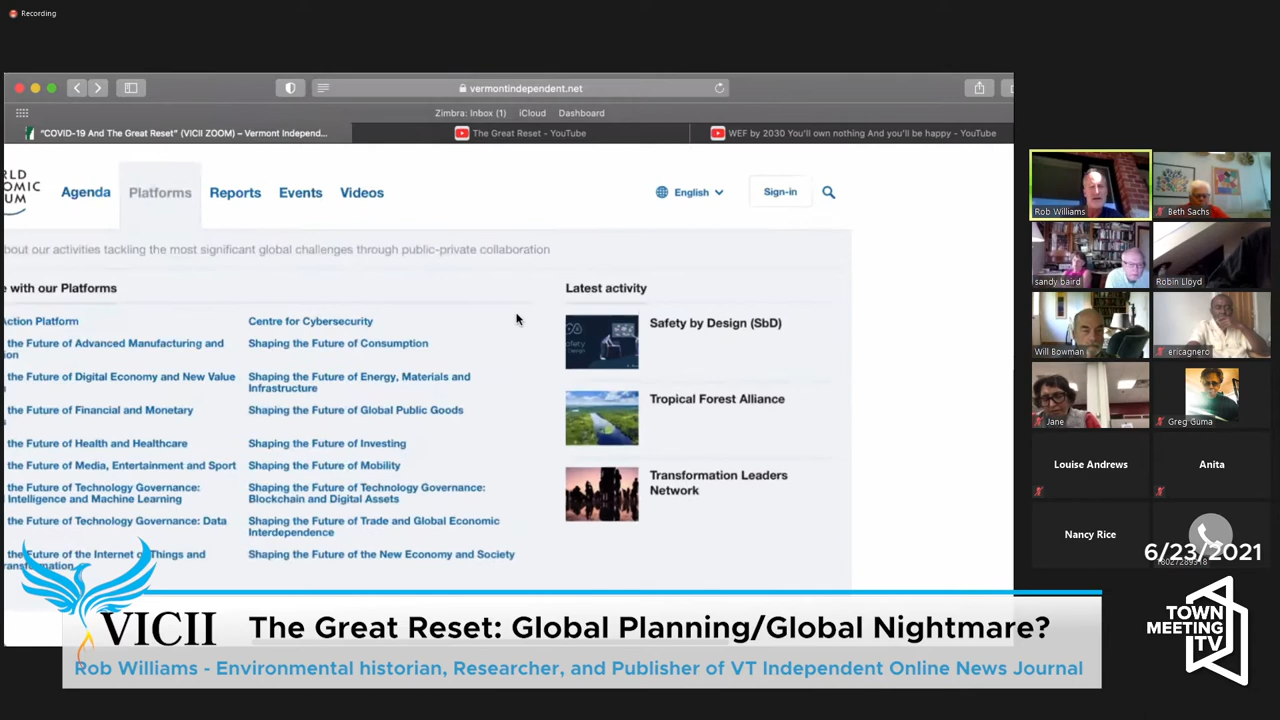 Recording
vermontindependent.net
Zimbra: Inbox (1) iCloud Dashboard
"COVID-19 And The Great Reset" (VICII ZOOM) – Vermont Independ...
The Great Reset - YouTube
WEF by 2030 You'll own nothing And you'll be happy - YouTube
Agenda Platforms Reports Events Videos
English
Sign-in
about our activities tackling the most significant global challenges through public-private collaboration
e with our Platforms
Action Platform
the Future of Advanced Manufacturing and
the Future of Digital Economy and New Value
the Future of Financial and Monetary
the Future of Health and Healthcare
the Future of Media, Entertainment and Sport
the Future of Technology Governance:
Intelligence and Machine Learning
the Future of Technology Governance: Data
the Future of the Internet of Things and
Centre for Cybersecurity
Shaping the Future of Consumption
Shaping the Future of Energy, Materials and
Infrastructure
Shaping the Future of Global Public Goods
Shaping the Future of Investing
Shaping the Future of Mobility
Shaping the Future of Technology Governance:
Blockchain and Digital Assets
Shaping the Future of Trade and Global Economic
Interdependence
Shaping the Future of the New Economy and Society
Latest activity
Safety by Design (SbD)
Tropical Forest Alliance
Transformation Leaders
Network
Rob Williams
Beth Sachs
sandy baird
Robin Lloyd
Will Bowman
ericagnero
Jane
Greg Guma
Louise Andrews
Anita
Nancy Rice
6/23/2021
VICII
The Great Reset: Global Planning/Global Nightmare?
Rob Williams - Environmental historian, Researcher, and Publisher of VT Independent Online News Journal
TOWN
MEETING
TV